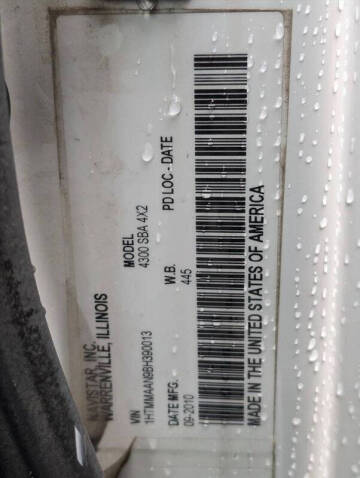 NAVISTAR, INC.
WARRENVILLE, ILLINOIS
VIN
1HTMMAAN9BH390013
MODEL
4300 SBA 4X2
DATE MFG.
09-2010
W.B.
445
PD LOC - DATE
MADE IN THE UNITED STATES OF AMERICA